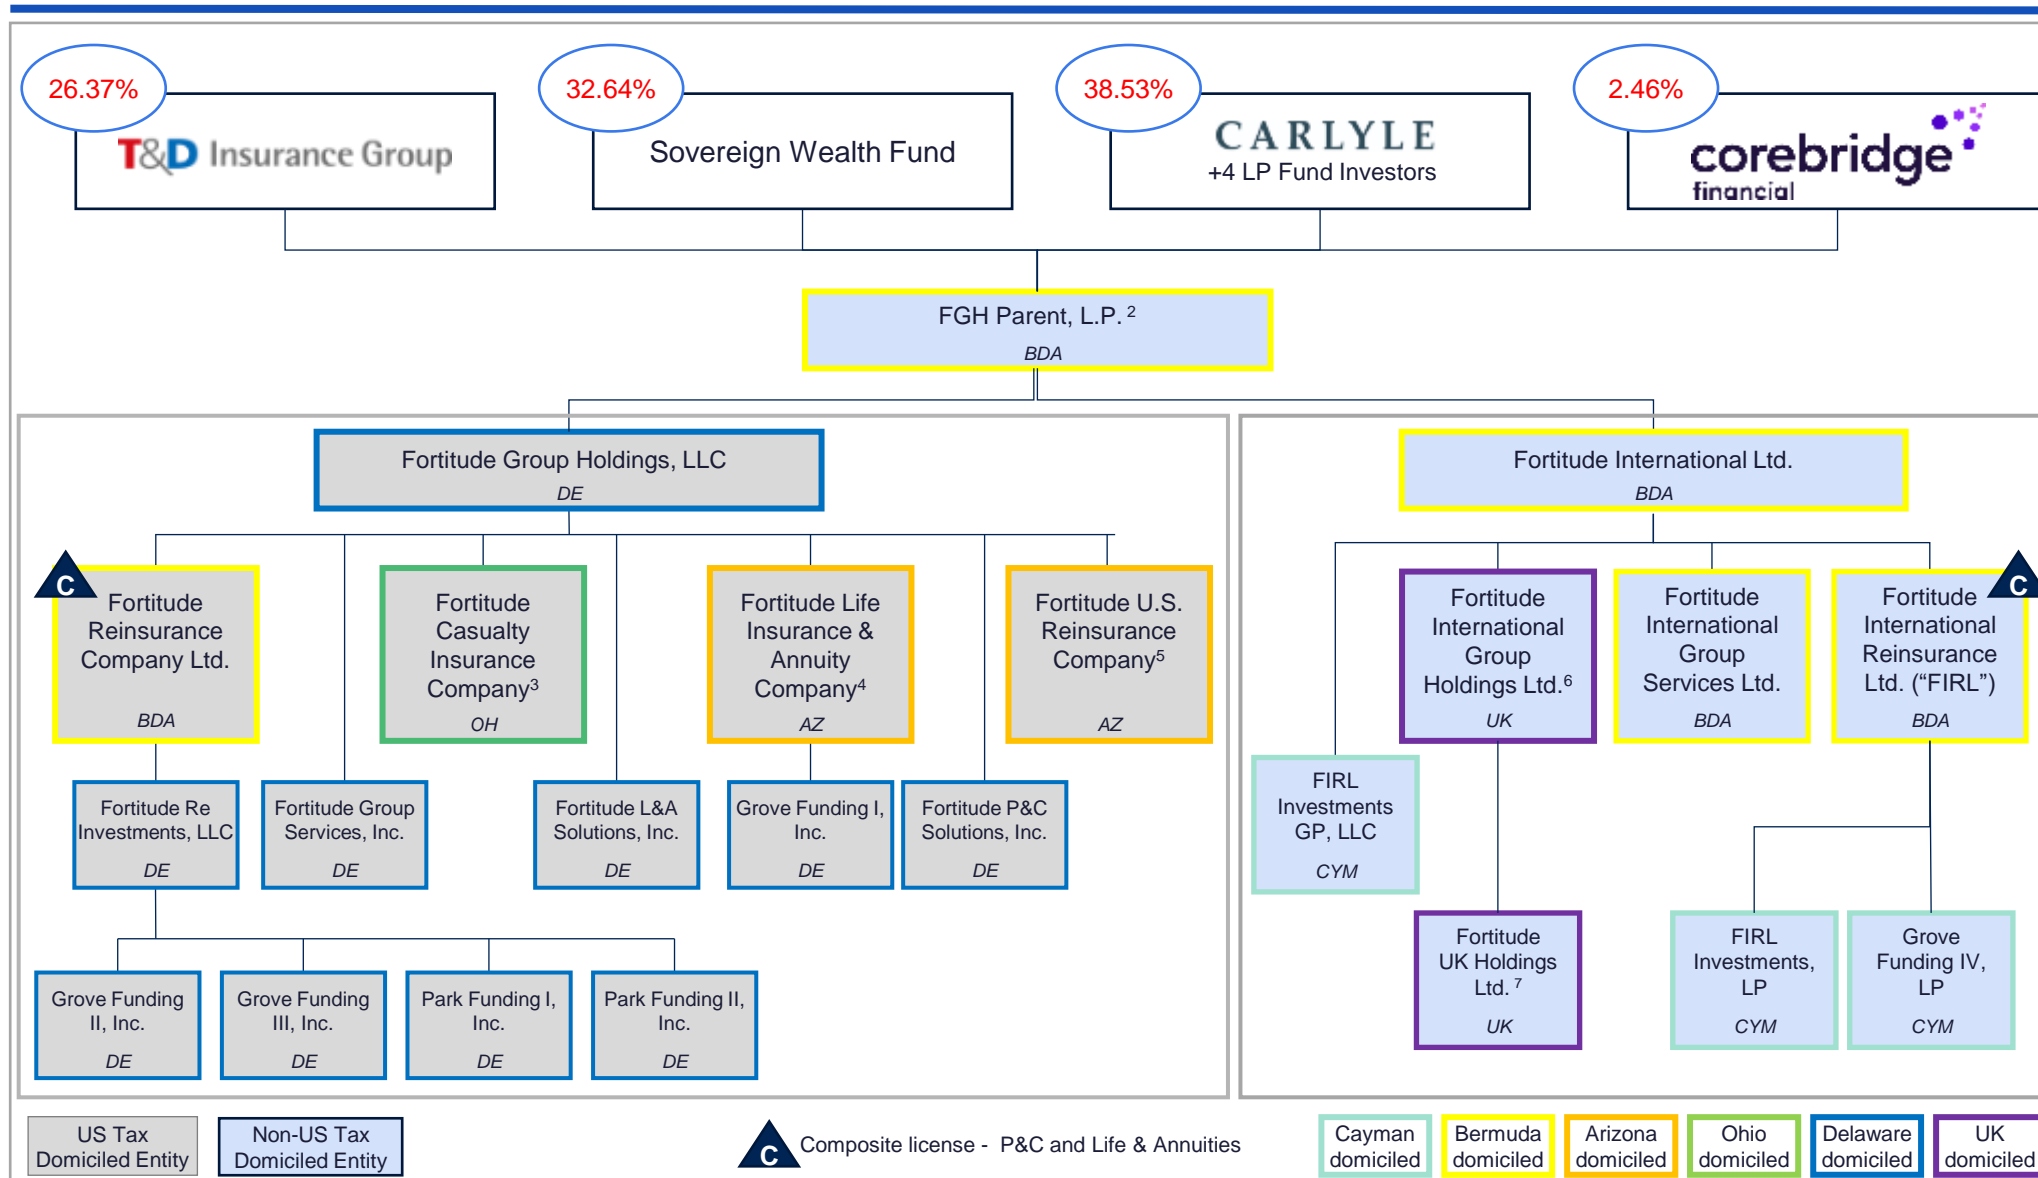 26.37%
32.64%
38.53%
2.46%
T&D Insurance Group
Sovereign Wealth Fund
CARLYLE
+4 LP Fund Investors
corebridge
financial
FGH Parent, L.P. 2
BDA
Fortitude Group Holdings, LLC
DE
Fortitude International Ltd.
BDA
C
Fortitude
Reinsurance
Company Ltd.
BDA
Fortitude
Casualty
Insurance
Company3
OH
Fortitude Life
Insurance &
Annuity
Company4
AZ
Fortitude U.S.
Reinsurance
Company5
AZ
Fortitude
International
Group
Holdings Ltd.6
UK
Fortitude
International
Group
Services Ltd.
BDA
C
Fortitude
International
Reinsurance
Ltd. (“FIRL”)
BDA
Fortitude Re
Investments, LLC
DE
Fortitude Group
Services, Inc.
DE
Fortitude L&A
Solutions, Inc.
DE
Grove Funding I,
Inc.
DE
Fortitude P&C
Solutions, Inc.
DE
FIRL
Investments
GP, LLC
CYM
Fortitude
UK Holdings
Ltd. 7
UK
FIRL
Investments,
LP
CYM
Grove
Funding IV,
LP
CYM
Grove Funding
II, Inc.
DE
Grove Funding
III, Inc.
DE
Park Funding I,
Inc.
DE
Park Funding II,
Inc.
DE
US Tax
Domiciled Entity
Non-US Tax
Domiciled Entity
C
Composite license - P&C and Life & Annuities
Cayman
domiciled
Bermuda
domiciled
Arizona
domiciled
Ohio
domiciled
Delaware
domiciled
UK
domiciled